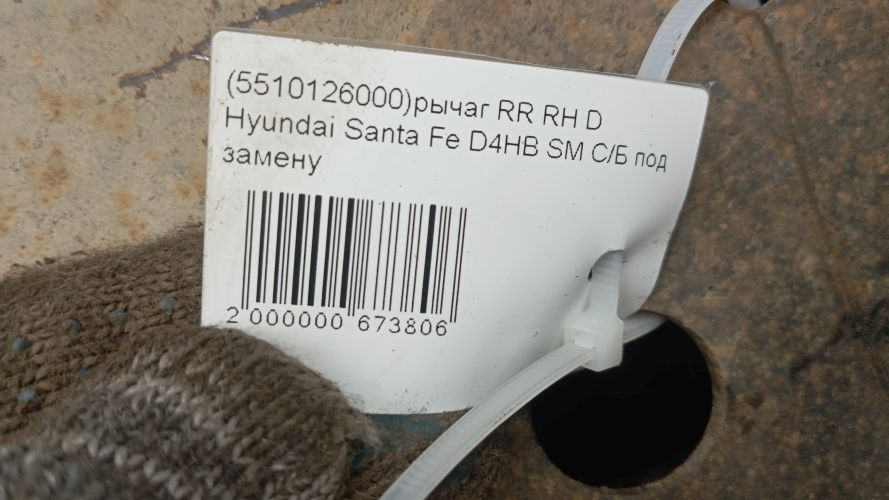 (5510126000)рычаг RR RH D
Hyundai Santa Fe D4HB SM С/Б под
замену
2 000000 673806